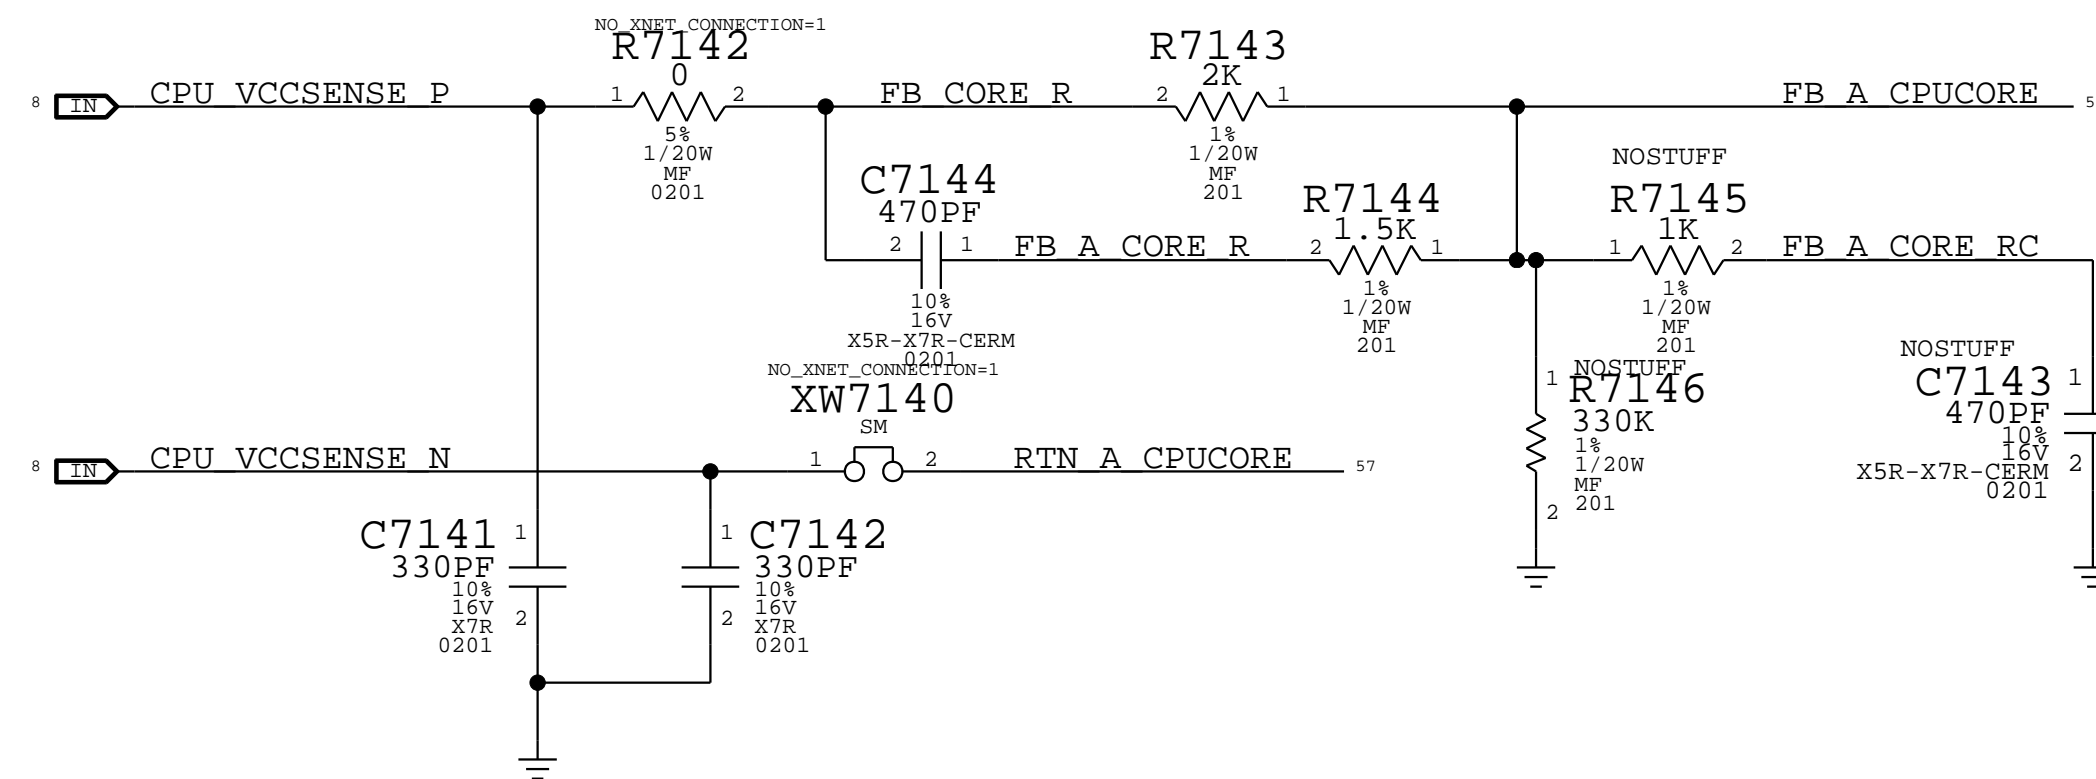 NO_XNET_CONNECTION=1
R7142
0
1 2
5%
1/20W
MF
0201
8 IN CPU_VCCSENSE_P
FB_CORE_R
R7143
2K
2 1
1%
1/20W
MF
201
FB_A_CPUCORE 5
C7144
470PF
2 1
10%
16V
X5R-X7R-CERM
0201
FB_A_CORE_R
R7144
1.5K
2 1
1%
1/20W
MF
201
NOSTUFF
R7145
1K
1 2
1%
1/20W
MF
201
FB_A_CORE_RC
NO_XNET_CONNECTION=1
XW7140
SM
1 2
8 IN CPU_VCCSENSE_N
RTN_A_CPUCORE 57
NOSTUFF
1 R7146
330K
1%
1/20W
MF
2 201
NOSTUFF
C7143 1
470PF
10%
16V
X5R-X7R-CERM 2
0201
C7141 1
330PF
10%
16V
X7R 2
0201
1 C7142
330PF
10%
16V
2 X7R
0201